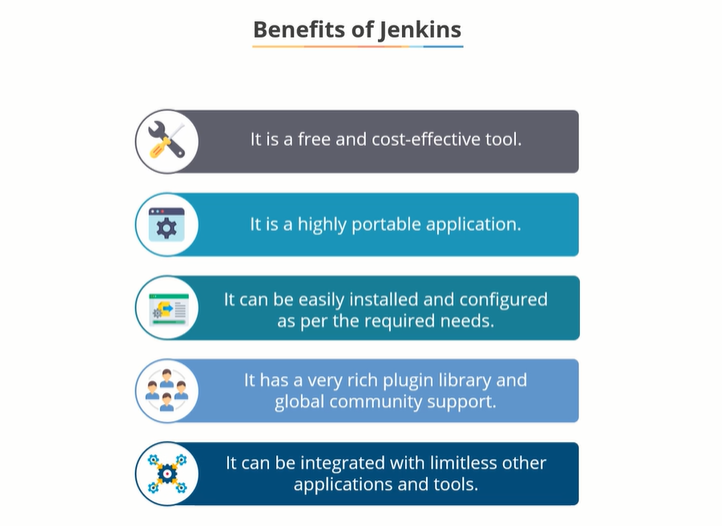 Benefits of Jenkins
It is a free and cost-effective tool.
It is a highly portable application.
It can be easily installed and configured
as per the required needs.
It has a very rich plugin library and
global community support.
It can be integrated with limitless other
applications and tools.